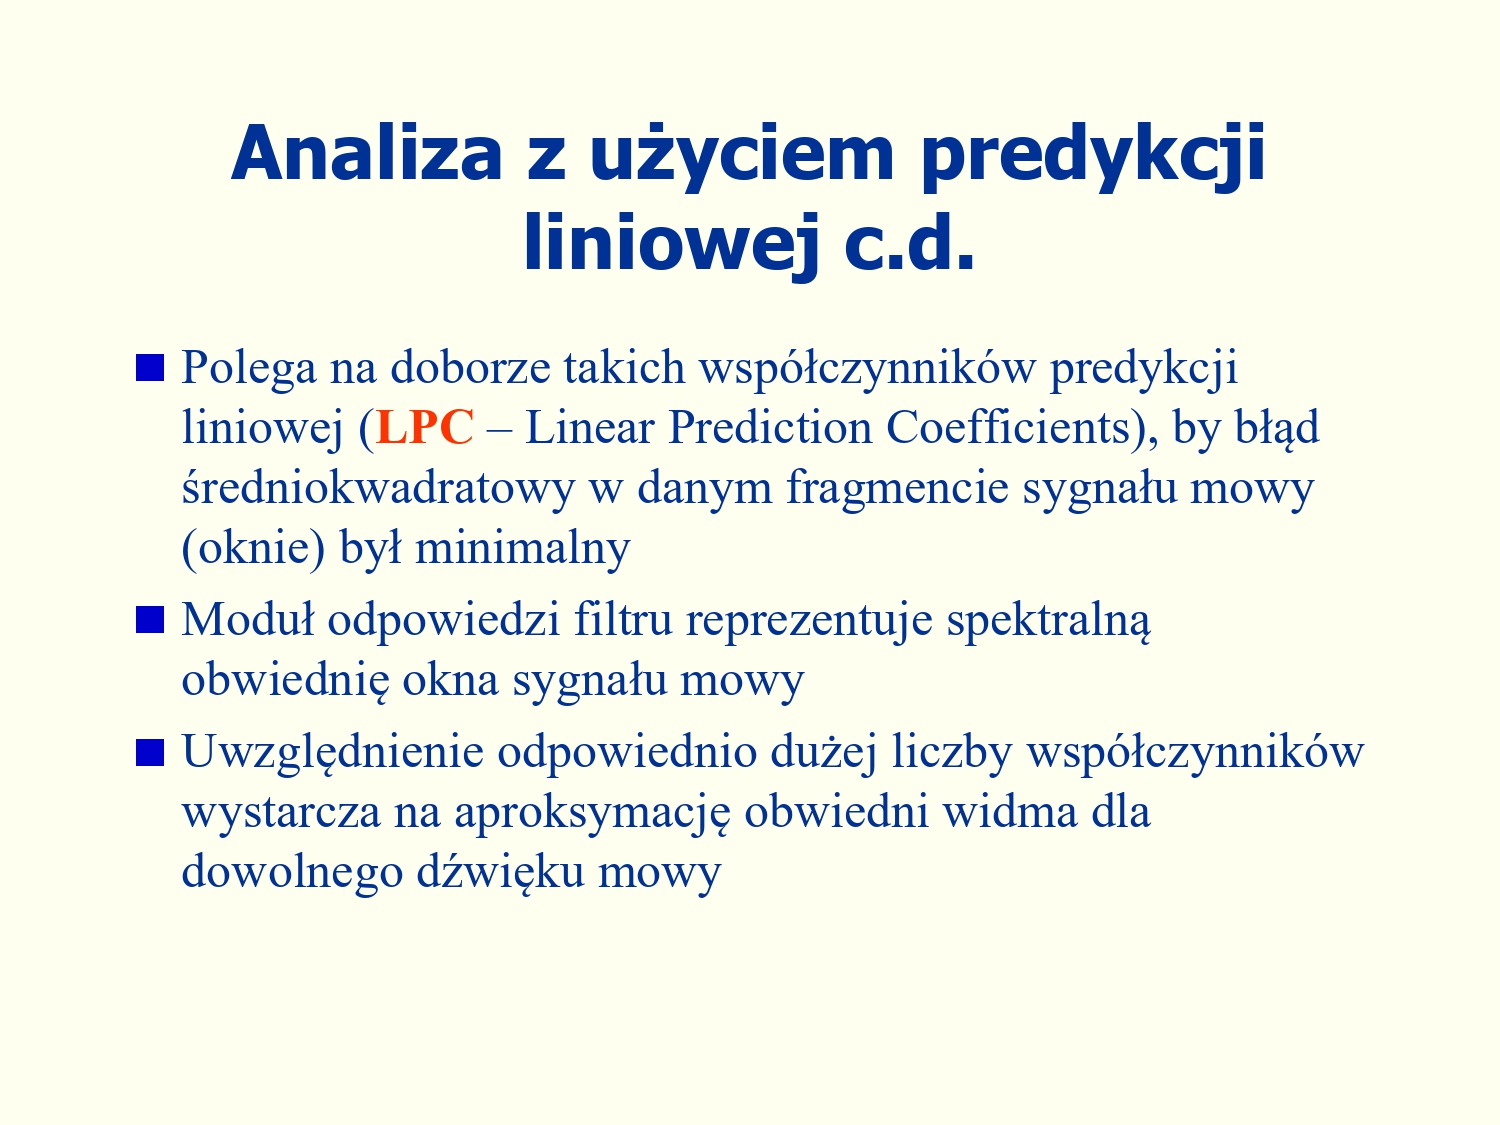 Analiza z użyciem predykcji
liniowej c.d.
Polega na doborze takich współczynników predykcji
liniowej (LPC – Linear Prediction Coefficients), by błąd
średniokwadratowy w danym fragmencie sygnału mowy
(oknie) był minimalny
Moduł odpowiedzi filtru reprezentuje spektralną
obwiednię okna sygnału mowy
Uwzględnienie odpowiednio dużej liczby współczynników
wystarcza na aproksymację obwiedni widma dla
dowolnego dźwięku mowy